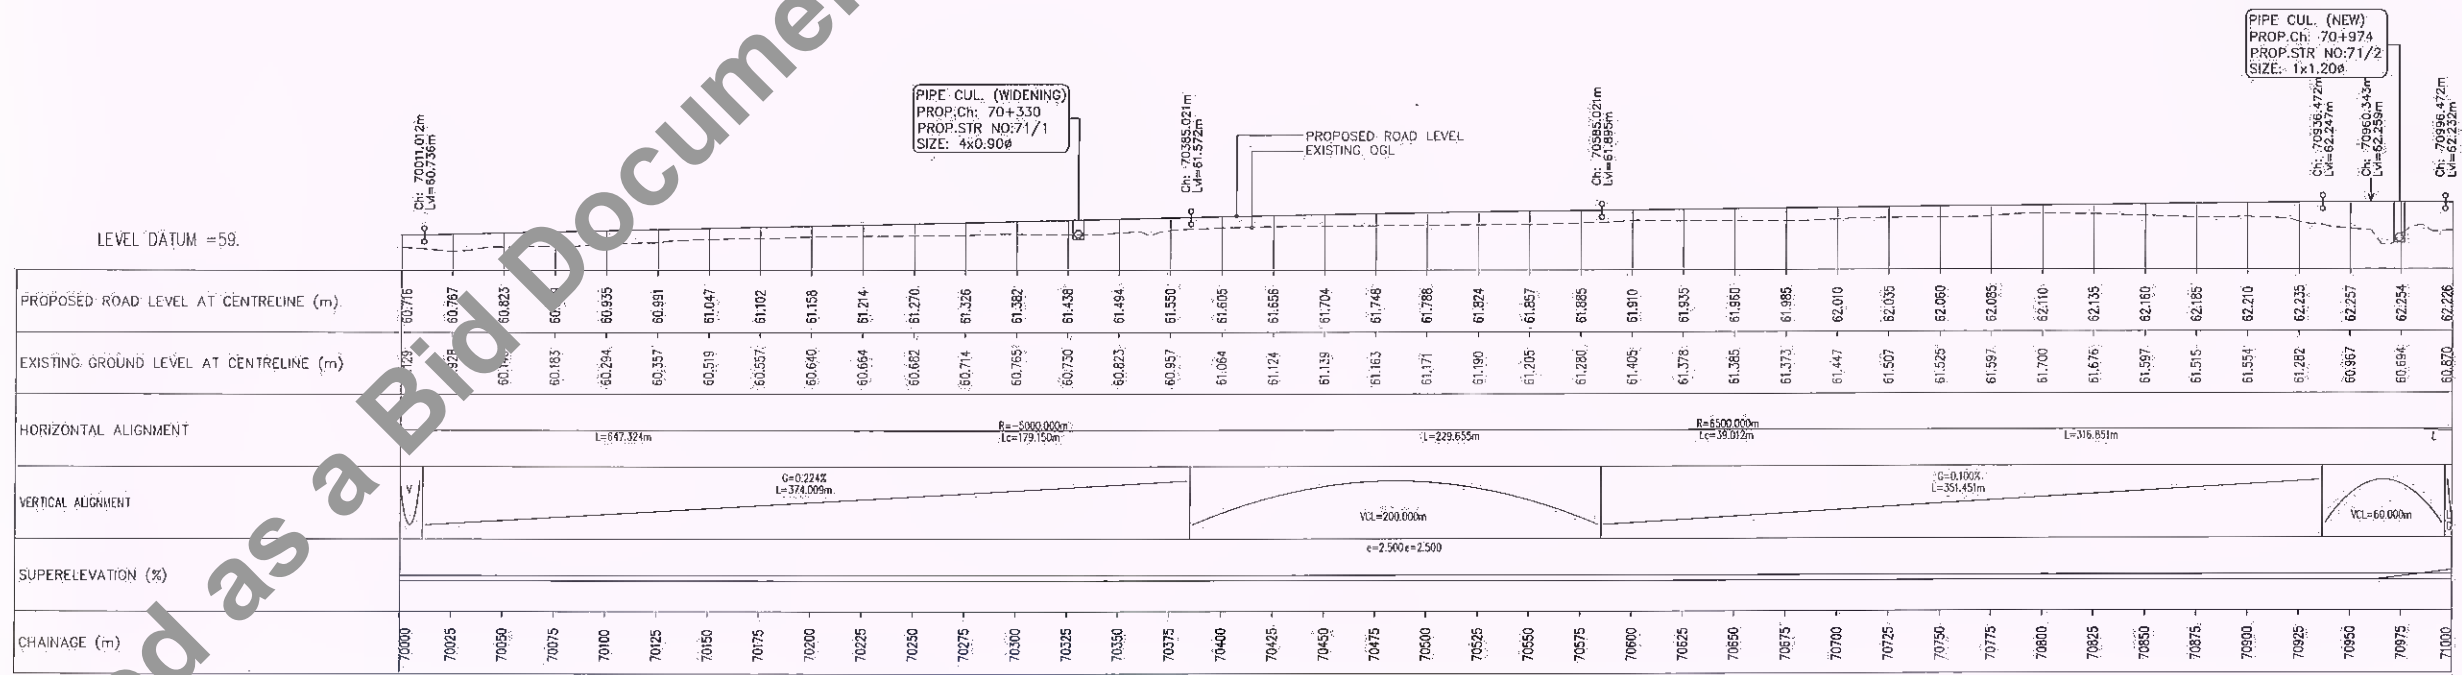 PIPE CUL. (NEW)
PROP.Ch: 70+974
PROP.STR NO:71/2
SIZE: 1x1.20ø
PIPE CUL. (WIDENING)
PROP.Ch: 70+330
PROP.STR NO:71/1
SIZE: 4x0.90ø
Ch: 70011.012m
Lvl=60.736m
Ch: 70385.021m
Lvl=61.572m
PROPOSED ROAD LEVEL
EXISTING OGL
Ch: 70585.021m
Lvl=61.895m
Ch: 70936.472m
Lvl=62.247m
Ch: 70960.343m
Lvl=62.259m
Ch: 70996.472m
Lvl=62.232m
LEVEL DATUM =59.
PROPOSED ROAD LEVEL AT CENTRELINE (m) 60.716 60.767 60.823 60.935 60.991 61.047 61.102 61.158 61.214 61.270 61.326 61.382 61.438 61.494 61.550 61.605 61.656 61.704 61.748 61.788 61.824 61.857 61.885 61.910 61.935 61.960 61.985 62.010 62.035 62.060 62.085 62.110 62.135 62.160 62.185 62.210 62.235 62.257 62.254 62.226
EXISTING GROUND LEVEL AT CENTRELINE (m) .129 .928 60.183 60.294 60.357 60.519 60.557 60.640 60.664 60.682 60.714 60.765 60.730 60.823 60.957 61.064 61.124 61.139 61.163 61.171 61.190 61.205 61.280 61.405 61.378 61.385 61.373 61.447 61.507 61.525 61.597 61.700 61.676 61.597 61.515 61.554 61.282 60.967 60.694 60.870
HORIZONTAL ALIGNMENT
L=647.324m
R=-5000.000m
Lc=179.150m
L=229.655m
R=6500.000m
Lc=39.012m
L=316.851m
L
VERTICAL ALIGNMENT
V
G=0.224%
L=374.009m
VCL=200.000m
G=0.100%
L=351.451m
VCL=60.000m
SUPERELEVATION (%)
e=2.500 e=2.500
CHAINAGE (m) 70000 70025 70050 70075 70100 70125 70150 70175 70200 70225 70250 70275 70300 70325 70350 70375 70400 70425 70450 70475 70500 70525 70550 70575 70600 70625 70650 70675 70700 70725 70750 70775 70800 70825 70850 70875 70900 70925 70950 70975 71000
as a Bid Docume